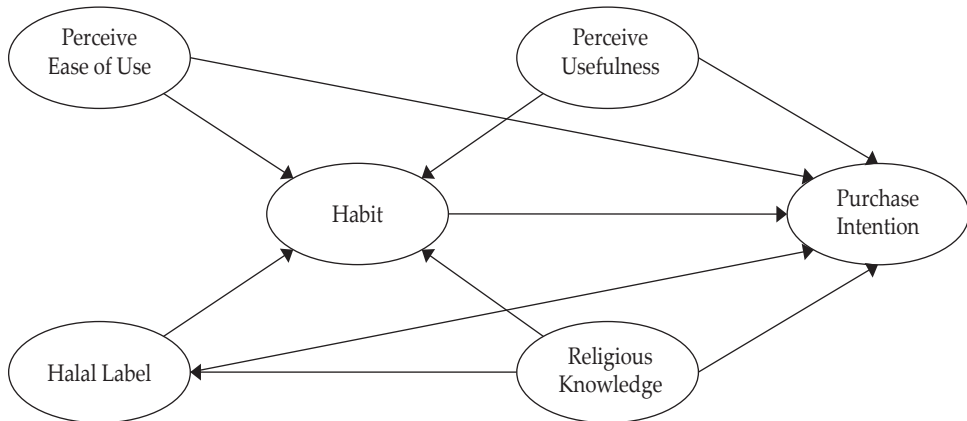 Perceive
Ease of Use
Perceive
Usefulness
Habit
Purchase
Intention
Halal Label
Religious
Knowledge